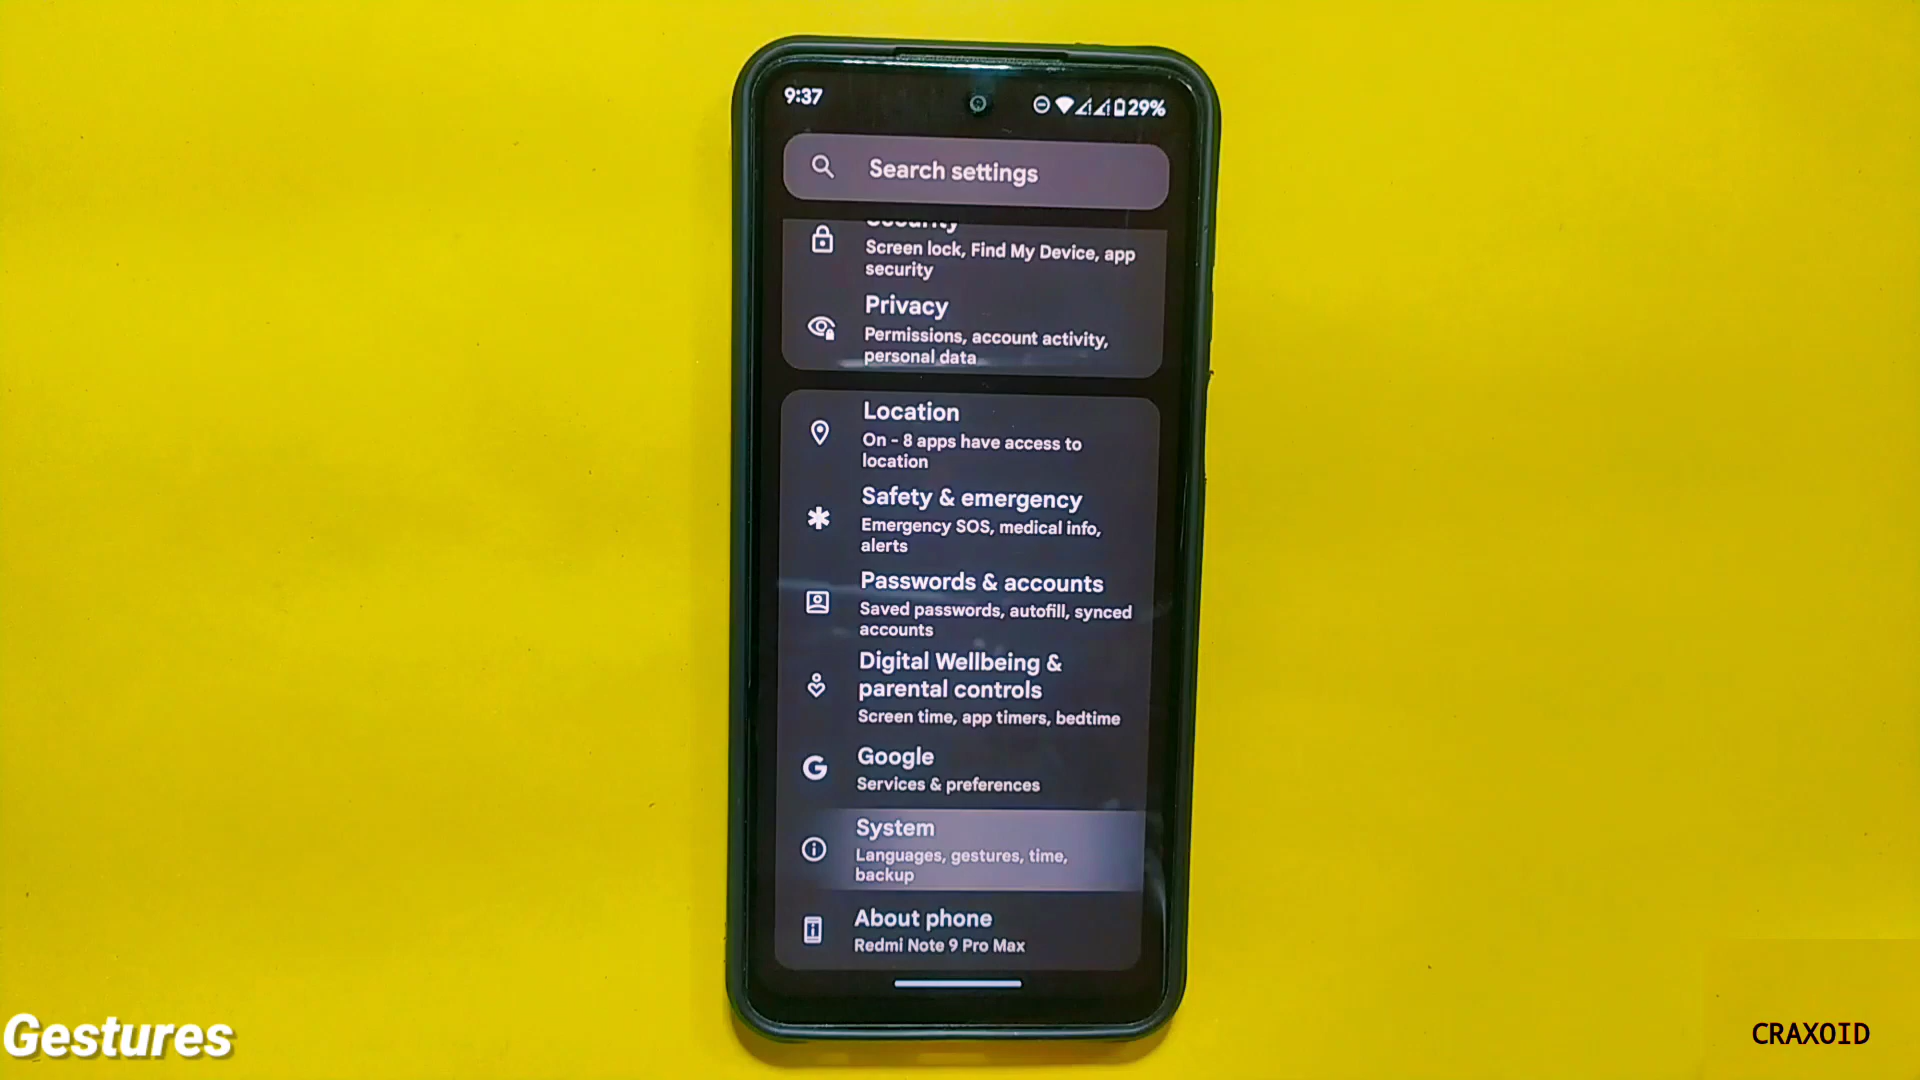 9:37
29%
Search settings
Security
Screen lock, Find My Device, app
security
Privacy
Permissions, account activity,
personal data
Location
On - 8 apps have access to
location
Safety & emergency
Emergency SOS, medical info,
alerts
Passwords & accounts
Saved passwords, autofill, synced
accounts
Digital Wellbeing &
parental controls
Screen time, app timers, bedtime
Google
Services & preferences
System
Languages, gestures, time,
backup
About phone
Redmi Note 9 Pro Max
Gestures
CRAXOID